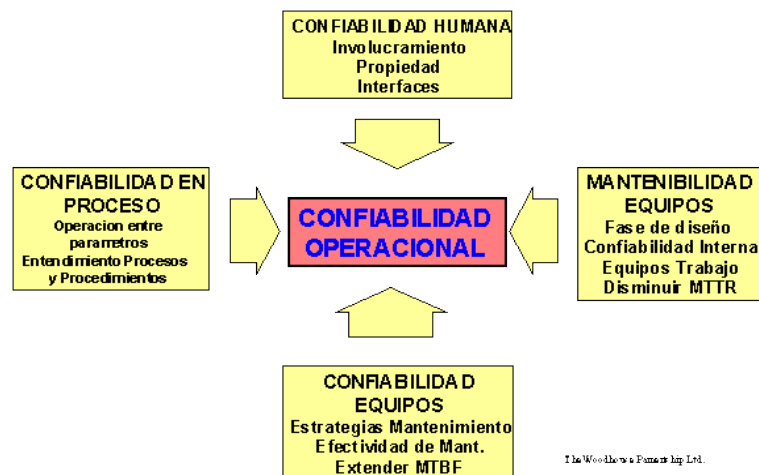 CONFIABILIDAD HUMANA
Involucramiento
Propiedad
Interfaces
CONFIABILIDAD EN
PROCESO
Operacion entre
parametros
Entendimiento Procesos
y Procedimientos
CONFIABILIDAD
OPERACIONAL
MANTENIBILIDAD
EQUIPOS
Fase de diseño
Confiabilidad Interna
Equipos Trabajo
Disminuir MTTR
CONFIABILIDAD
EQUIPOS
Estrategias Mantenimiento
Efectividad de Mant.
Extender MTBF
The Woodhouse Partnership Ltd.